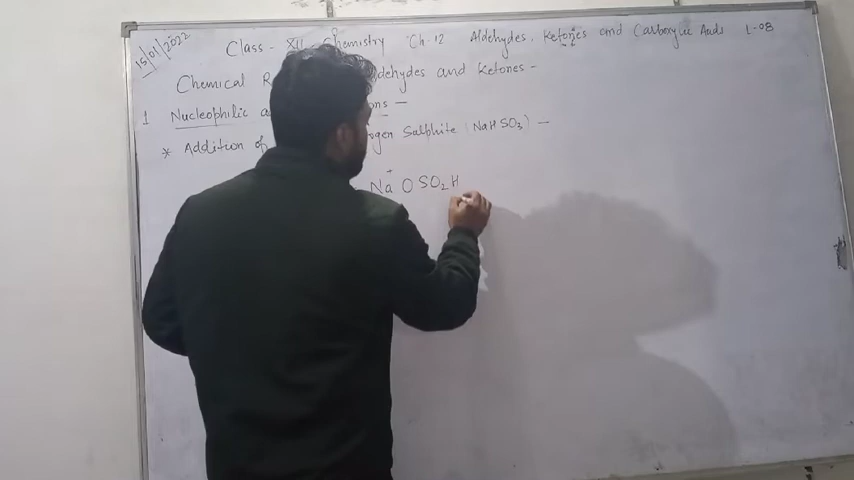 15/01/2022
Class - XII Chemistry Ch-12 Aldehydes, Ketones and Carboxylic Acids L-08
Chemical R dehydes and Ketones -
1 Nucleophilic a ons -
* Addition of ogen Sulphite (NaHSO3) -
Na+ O SO2H